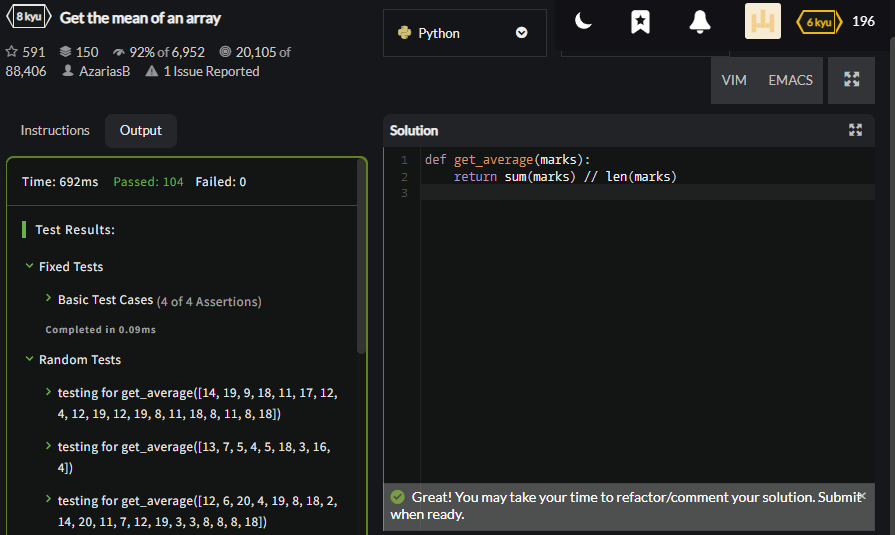 8 kyu Get the mean of an array
591 150 92% of 6,952 20,105 of
88,406 AzariasB 1 Issue Reported
Python
6 kyu 196
VIM EMACS
Instructions Output
Time: 692ms Passed: 104 Failed: 0
Test Results:
Fixed Tests
Basic Test Cases (4 of 4 Assertions)
Completed in 0.09ms
Random Tests
testing for get_average([14, 19, 9, 18, 11, 17, 12,
4, 12, 19, 12, 19, 8, 11, 18, 8, 11, 8, 18])
testing for get_average([13, 7, 5, 4, 5, 18, 3, 16,
4])
testing for get_average([12, 6, 20, 4, 19, 8, 18, 2,
14, 20, 11, 7, 12, 19, 3, 3, 8, 8, 8, 18])
Solution
1 def get_average(marks):
2 return sum(marks) // len(marks)
3
Great! You may take your time to refactor/comment your solution. Submit
when ready.